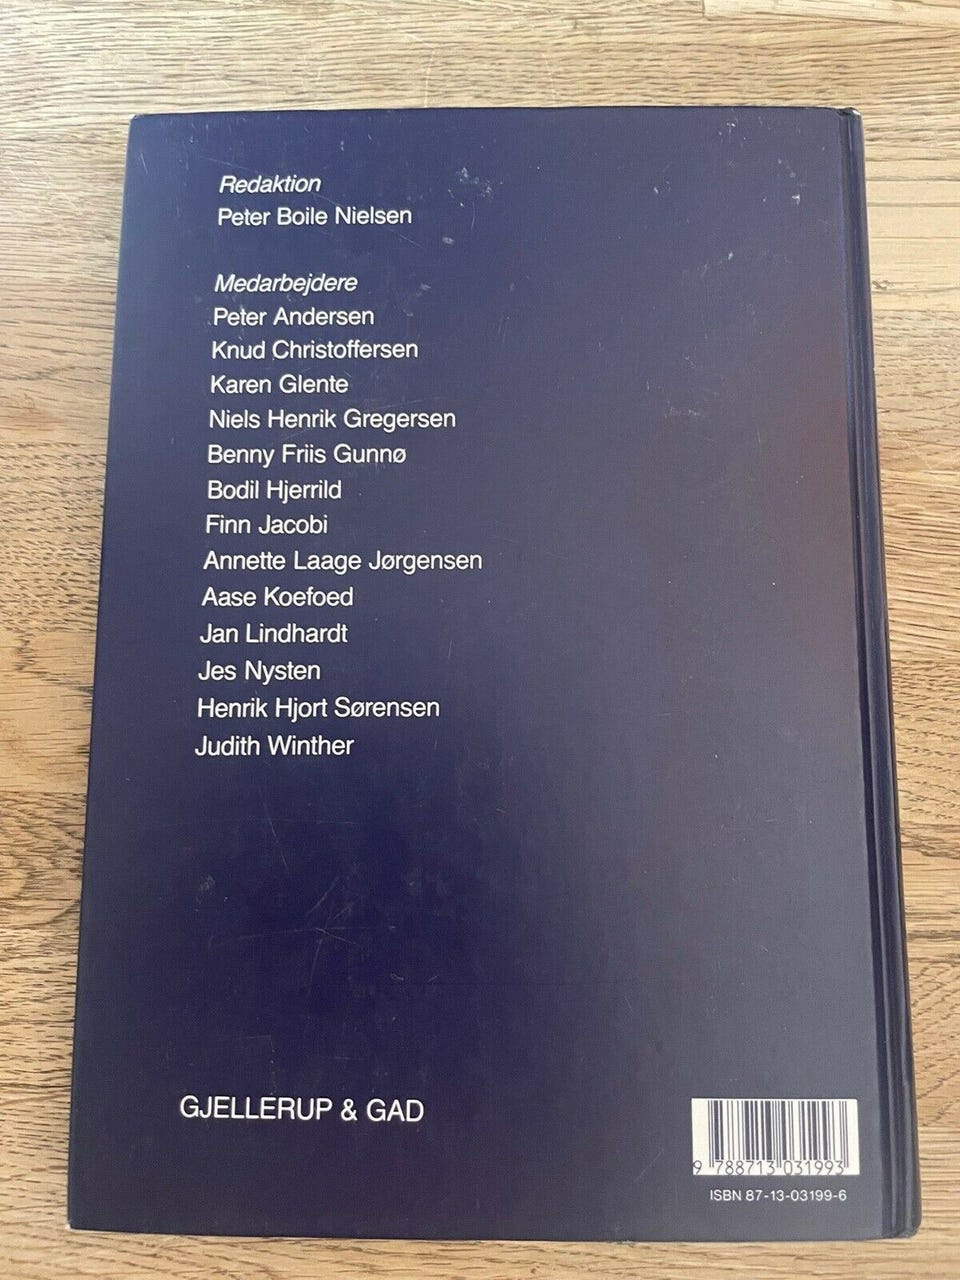 Redaktion
Peter Boile Nielsen
Medarbejdere
Peter Andersen
Knud Christoffersen
Karen Glente
Niels Henrik Gregersen
Benny Friis Gunnø
Bodil Hjerrild
Finn Jacobi
Annette Laage Jørgensen
Aase Koefoed
Jan Lindhardt
Jes Nysten
Henrik Hjort Sørensen
Judith Winther
GJELLERUP & GAD
9 788713 031993
ISBN 87-13-03199-6